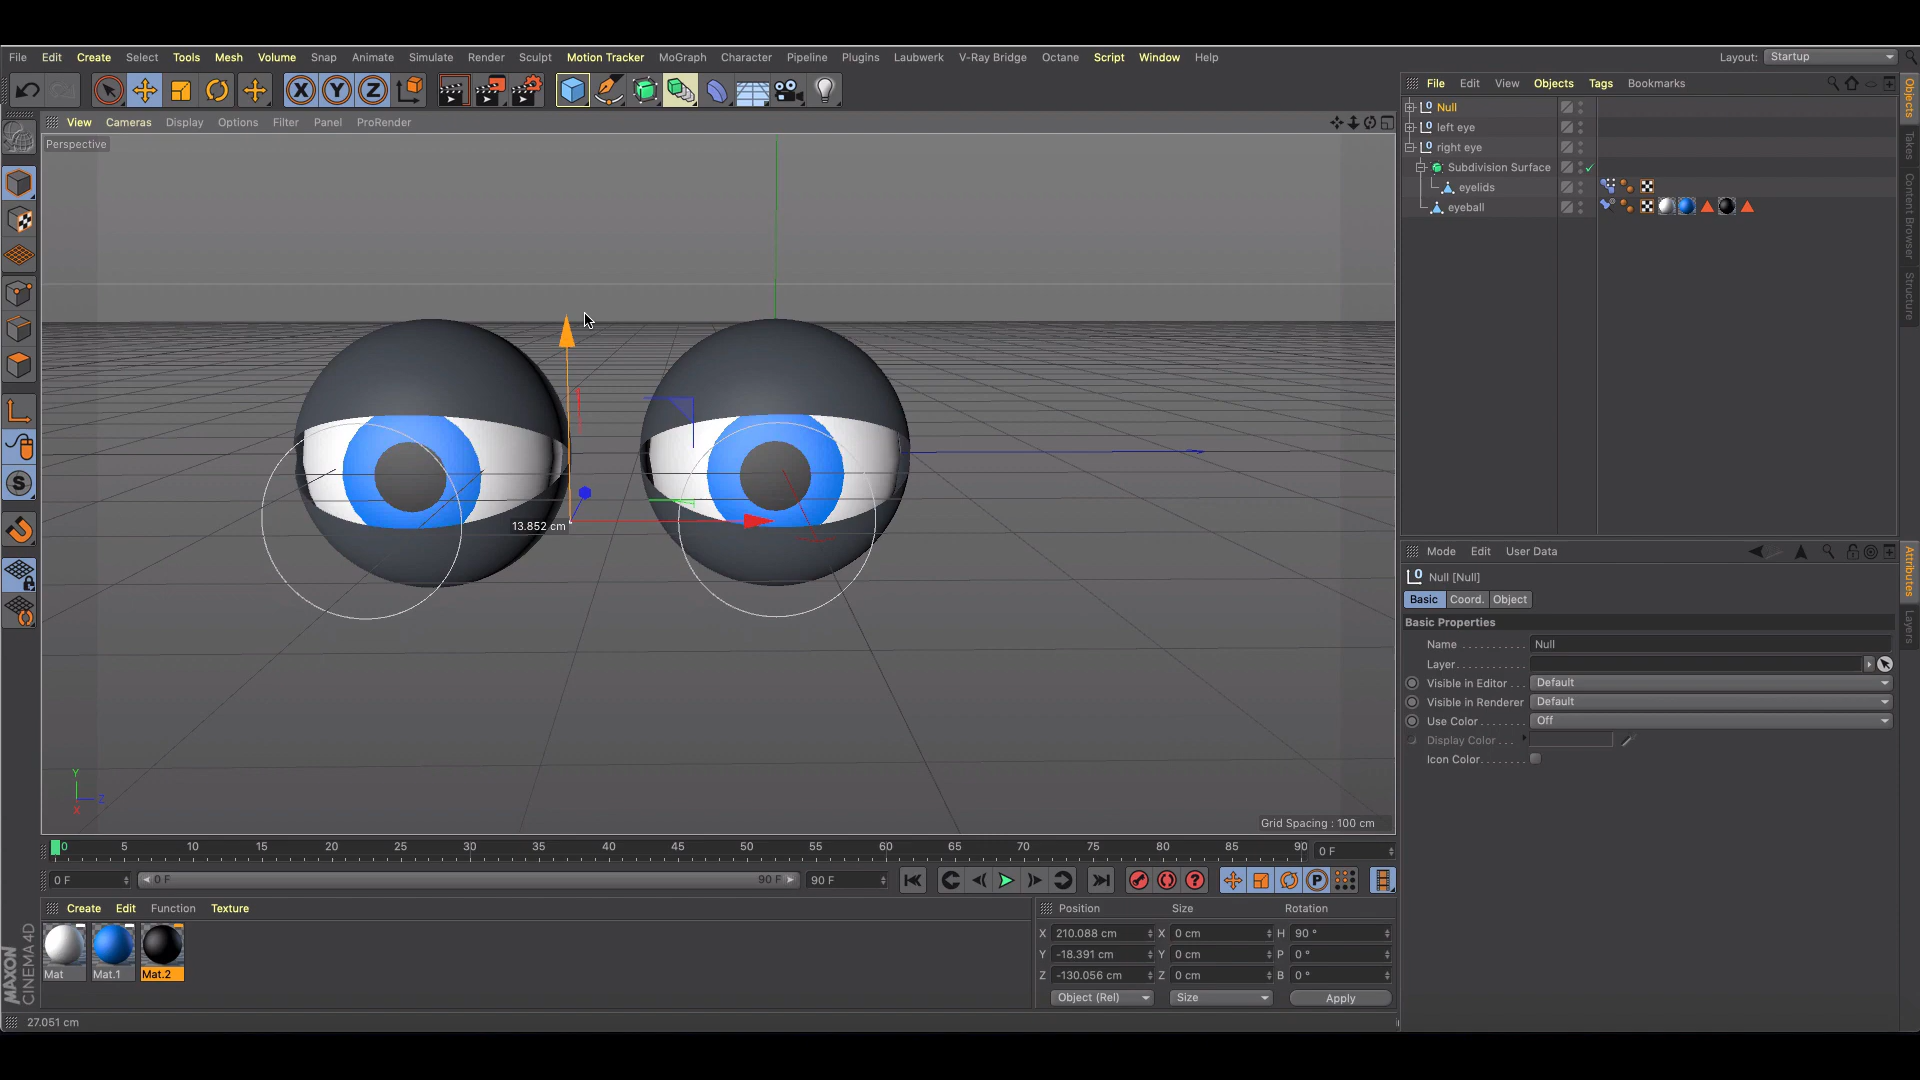 File Edit Create Select Tools Mesh Volume Snap Animate Simulate Render Sculpt Motion Tracker MoGraph Character Pipeline Plugins Laubwerk V-Ray Bridge Octane Script Window Help Layout: Startup
X Y Z
File Edit View Objects Tags Bookmarks
View Cameras Display Options Filter Panel ProRender
Perspective
Null
left eye
right eye
Subdivision Surface
eyelids
eyeball
Objects
Takes
Content Browser
Structure
13.852 cm
Y
Z
X
Grid Spacing : 100 cm
Mode Edit User Data
Null [Null]
Basic Coord. Object
Basic Properties
Name Null
Layer
Visible in Editor Default
Visible in Renderer Default
Use Color Off
Display Color
Icon Color
Attributes
Layers
0 5 10 15 20 25 30 35 40 45 50 55 60 65 70 75 80 85 90 0 F
0 F 0 F 90 F 90 F
Create Edit Function Texture
Mat Mat.1 Mat.2
Position Size Rotation
X 210.088 cm X 0 cm H 90 °
Y -18.391 cm Y 0 cm P 0 °
Z -130.056 cm Z 0 cm B 0 °
Object (Rel) Size Apply
MAXON
CINEMA 4D
27.051 cm